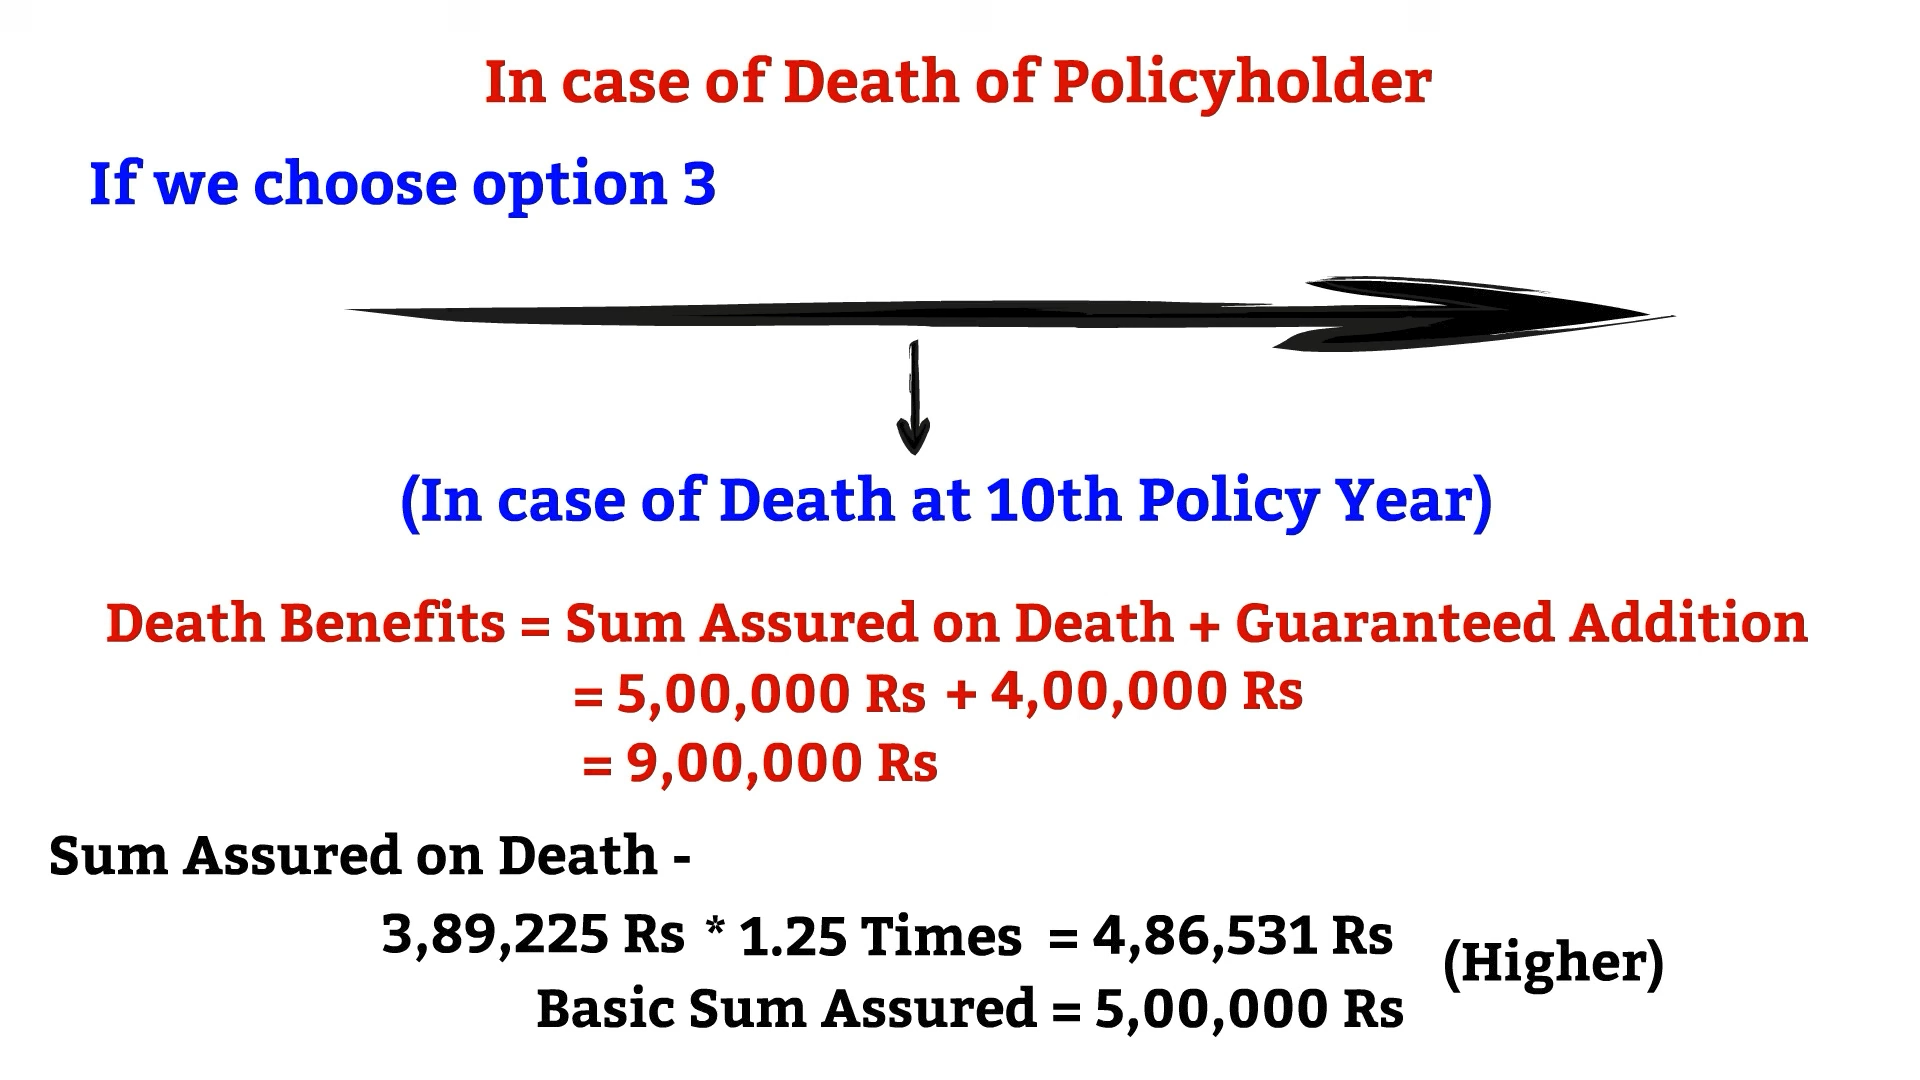 In case of Death of Policyholder
If we choose option 3
(In case of Death at 10th Policy Year)
Death Benefits = Sum Assured on Death + Guaranteed Addition
= 5,00,000 Rs + 4,00,000 Rs
= 9,00,000 Rs
Sum Assured on Death -
3,89,225 Rs * 1.25 Times = 4,86,531 Rs
(Higher)
Basic Sum Assured = 5,00,000 Rs